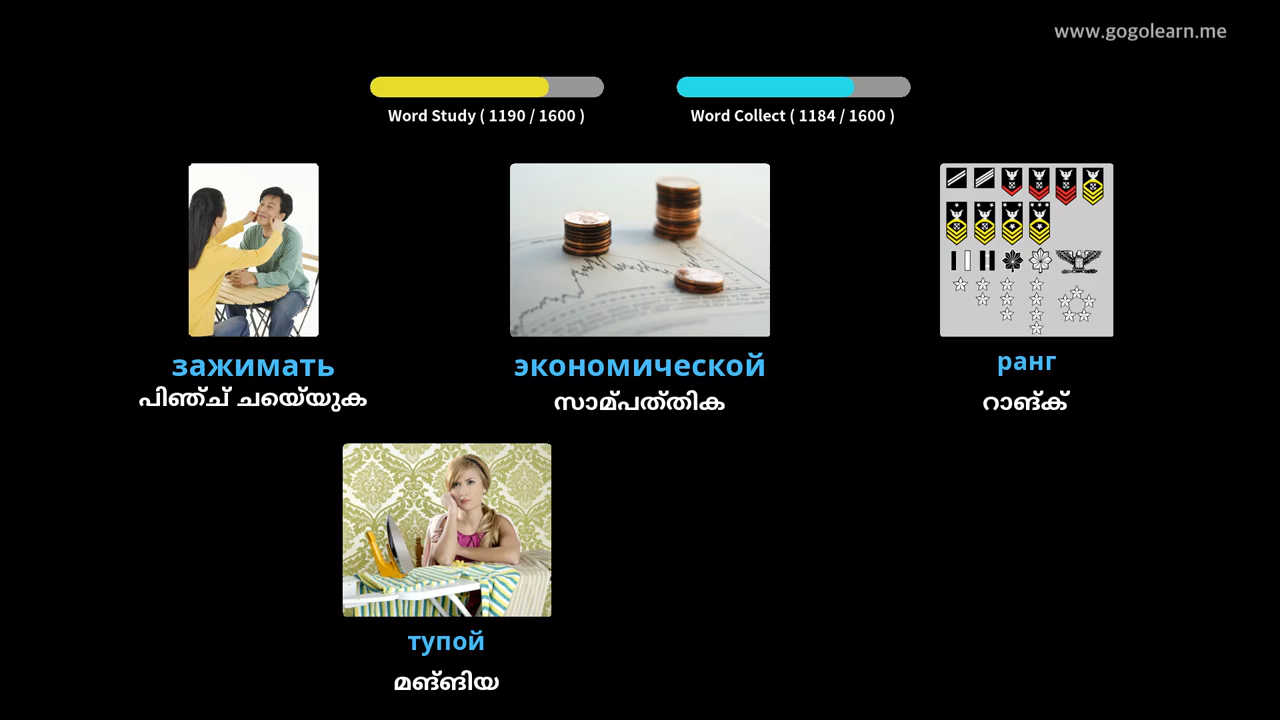 www.gogolearn.me
Word Study ( 1190 / 1600 )
Word Collect ( 1184 / 1600 )
зажимать
പിഞ്ച് ചയ്യുക
экономической
സാമ്പത്തിക
ранг
റാങ്ക്
тупой
മങ്ങിയ